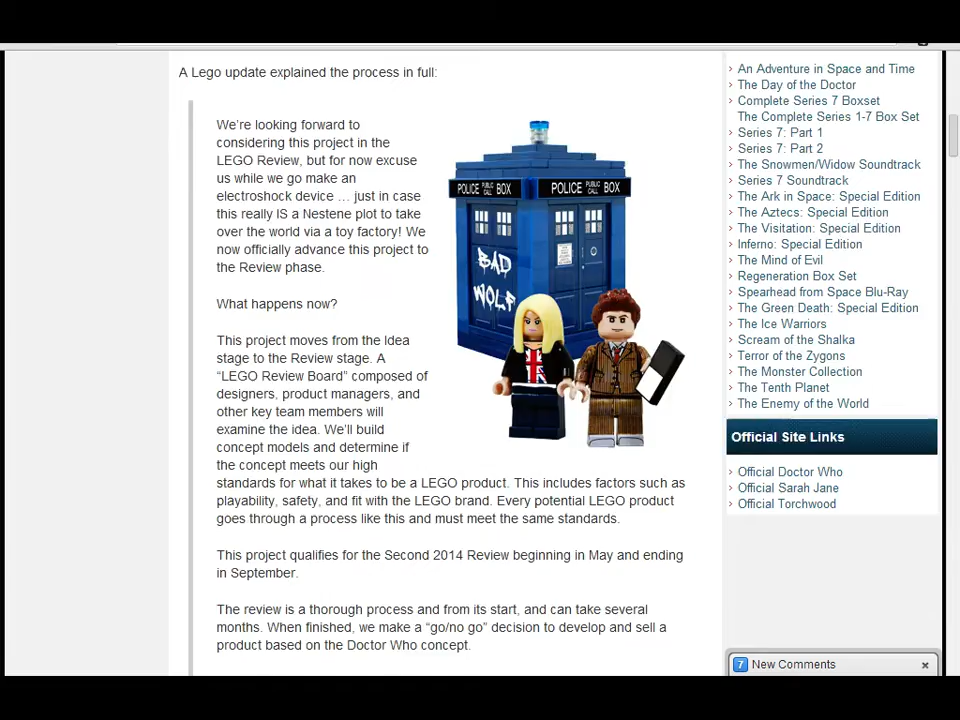 A Lego update explained the process in full:
We're looking forward to
considering this project in the
LEGO Review, but for now excuse
us while we go make an
electroshock device … just in case
this really IS a Nestene plot to take
over the world via a toy factory! We
now officially advance this project to
the Review phase.
What happens now?
This project moves from the Idea
stage to the Review stage. A
“LEGO Review Board” composed of
designers, product managers, and
other key team members will
examine the idea. We'll build
concept models and determine if
the concept meets our high
standards for what it takes to be a LEGO product. This includes factors such as
playability, safety, and fit with the LEGO brand. Every potential LEGO product
goes through a process like this and must meet the same standards.
This project qualifies for the Second 2014 Review beginning in May and ending
in September.
The review is a thorough process and from its start, and can take several
months. When finished, we make a “go/no go” decision to develop and sell a
product based on the Doctor Who concept.
POLICE PUBLIC CALL BOX
POLICE PUBLIC CALL BOX
BAD
WOLF
An Adventure in Space and Time
The Day of the Doctor
Complete Series 7 Boxset
The Complete Series 1-7 Box Set
Series 7: Part 1
Series 7: Part 2
The Snowmen/Widow Soundtrack
Series 7 Soundtrack
The Ark in Space: Special Edition
The Aztecs: Special Edition
The Visitation: Special Edition
Inferno: Special Edition
The Mind of Evil
Regeneration Box Set
Spearhead from Space Blu-Ray
The Green Death: Special Edition
The Ice Warriors
Scream of the Shalka
Terror of the Zygons
The Monster Collection
The Tenth Planet
The Enemy of the World
Official Site Links
Official Doctor Who
Official Sarah Jane
Official Torchwood
7 New Comments